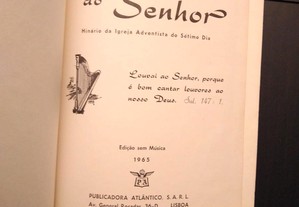 ao Senhor
Hinário da Igreja Adventista do Sétimo Dia
Louvai ao Senhor, porque
é bom cantar louvores ao
nosso Deus. Sal. 147:1.
Edição sem Música
1965
PUBLICADORA ATLÂNTICO, S. A. R. L.
LISBOA